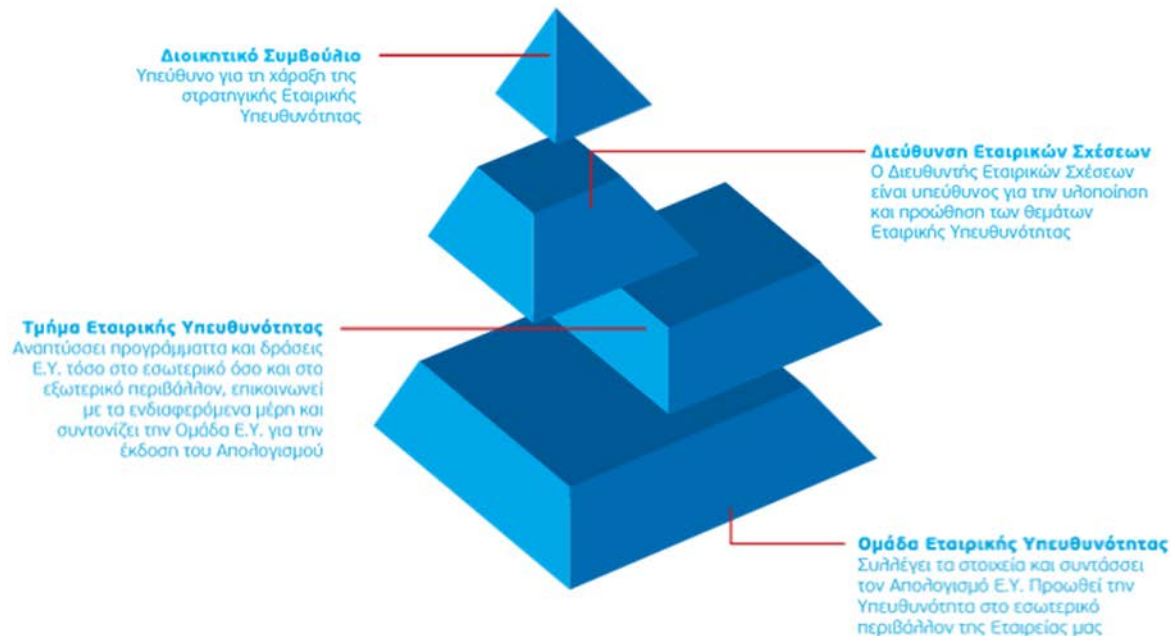 Διοικητικό Συμβούλιο
Υπεύθυνο για τη χάραξη της
στρατηγικής Εταιρικής
Υπευθυνότητας
Διεύθυνση Εταιρικών Σχέσεων
Ο Διευθυντής Εταιρικών Σχέσεων
είναι υπεύθυνος για την υλοποίηση
και προώθηση των θεμάτων
Εταιρικής Υπευθυνότητας
Τμήμα Εταιρικής Υπευθυνότητας
Αναπτύσσει προγράμματτα και δράσεις
Ε.Υ. τόσο στο εσωτερικό όσο και στο
εξωτερικό περιβάλλον, επικοινωνεί
με τα ενδιαφερόμενα μέρη και
συντονίζει την Ομάδα Ε.Υ. για την
έκδοση του Απολογισμού
Ομάδα Εταιρικής Υπευθυνότητας
Συλλέγει τα στοιχεία και συντάσσει
τον Απολογισμό Ε.Υ. Προωθεί την
Υπευθυνότητα στο εσωτερικό
περιβάλλον της Εταιρείας μας